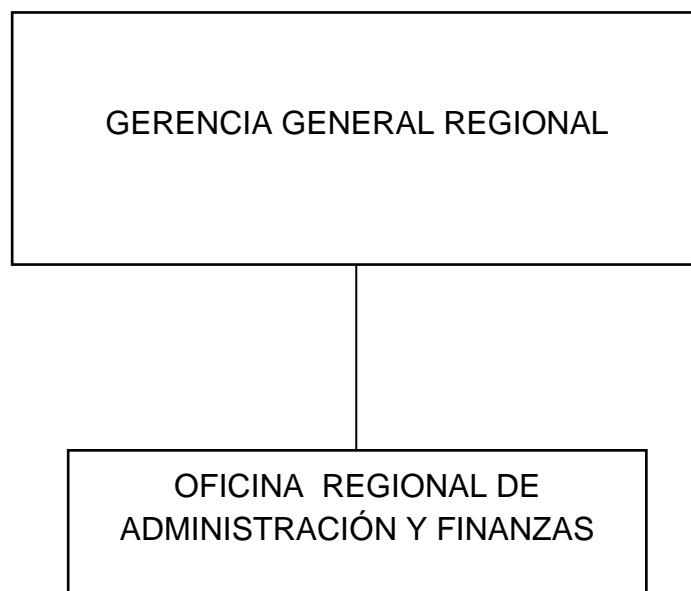 GERENCIA GENERAL REGIONAL
OFICINA REGIONAL DE
ADMINISTRACIÓN Y FINANZAS